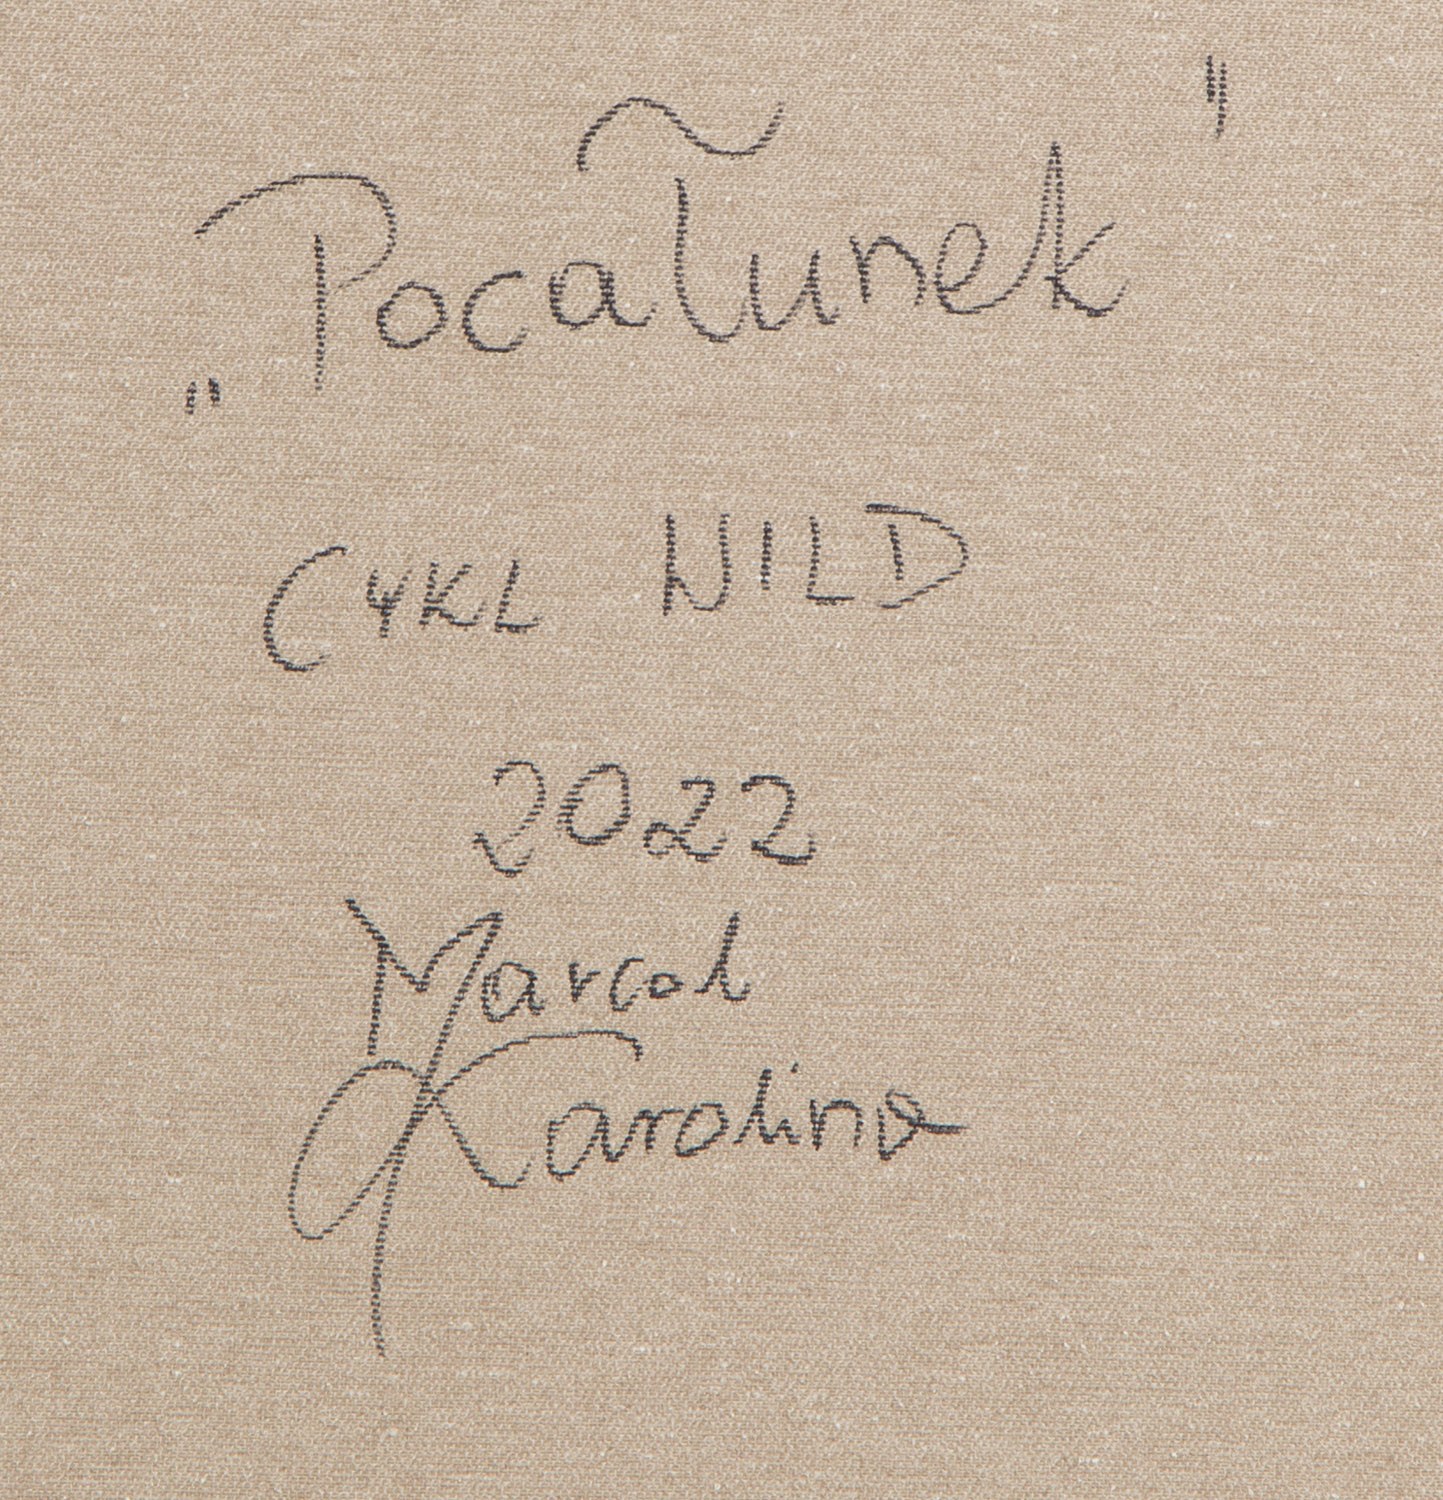 „Pocałunek"
CYKL WILD
2022
Marcol
Karolina